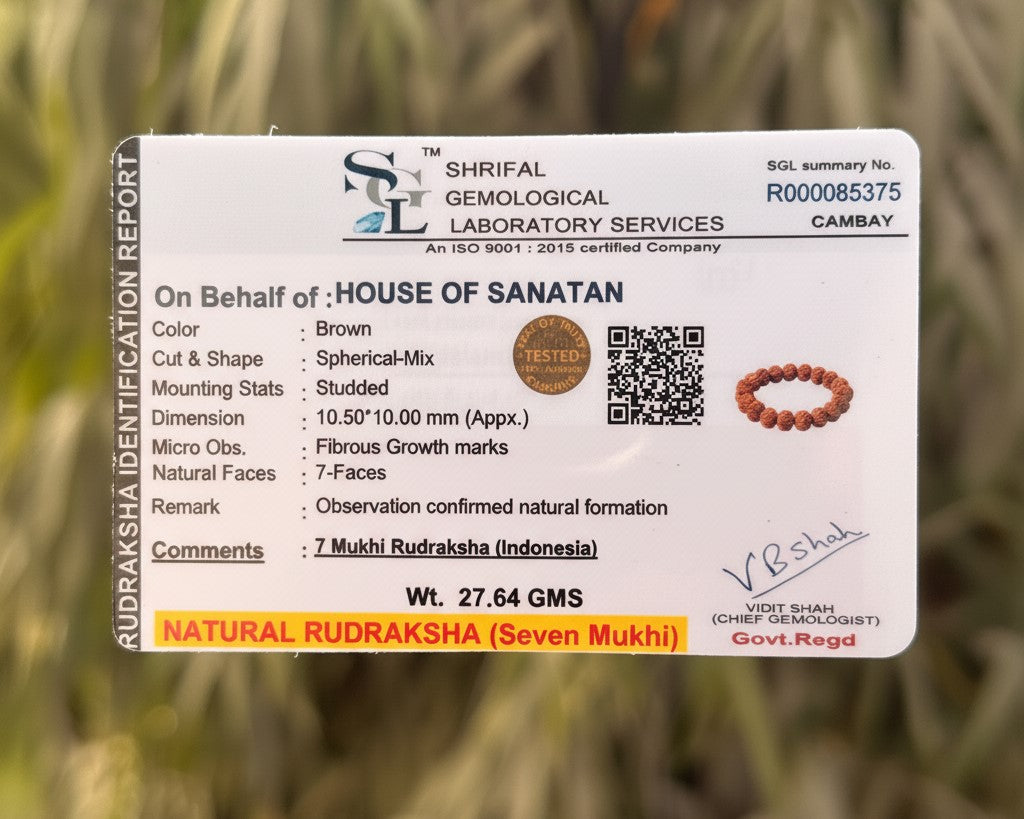 RUDRAKSHA IDENTIFICATION REPORT
SGL TM
SHRIFAL
GEMOLOGICAL
LABORATORY SERVICES
An ISO 9001 : 2015 certified Company
SGL summary No.
R000085375
CAMBAY
On Behalf of : HOUSE OF SANATAN
Color : Brown
Cut & Shape : Spherical-Mix
Mounting Stats : Studded
Dimension : 10.50*10.00 mm (Appx.)
Micro Obs. : Fibrous Growth marks
Natural Faces : 7-Faces
Remark : Observation confirmed natural formation
Comments : 7 Mukhi Rudraksha (Indonesia)
Wt. 27.64 GMS
NATURAL RUDRAKSHA (Seven Mukhi)
TESTED
VBshah
VIDIT SHAH
(CHIEF GEMOLOGIST)
Govt.Regd